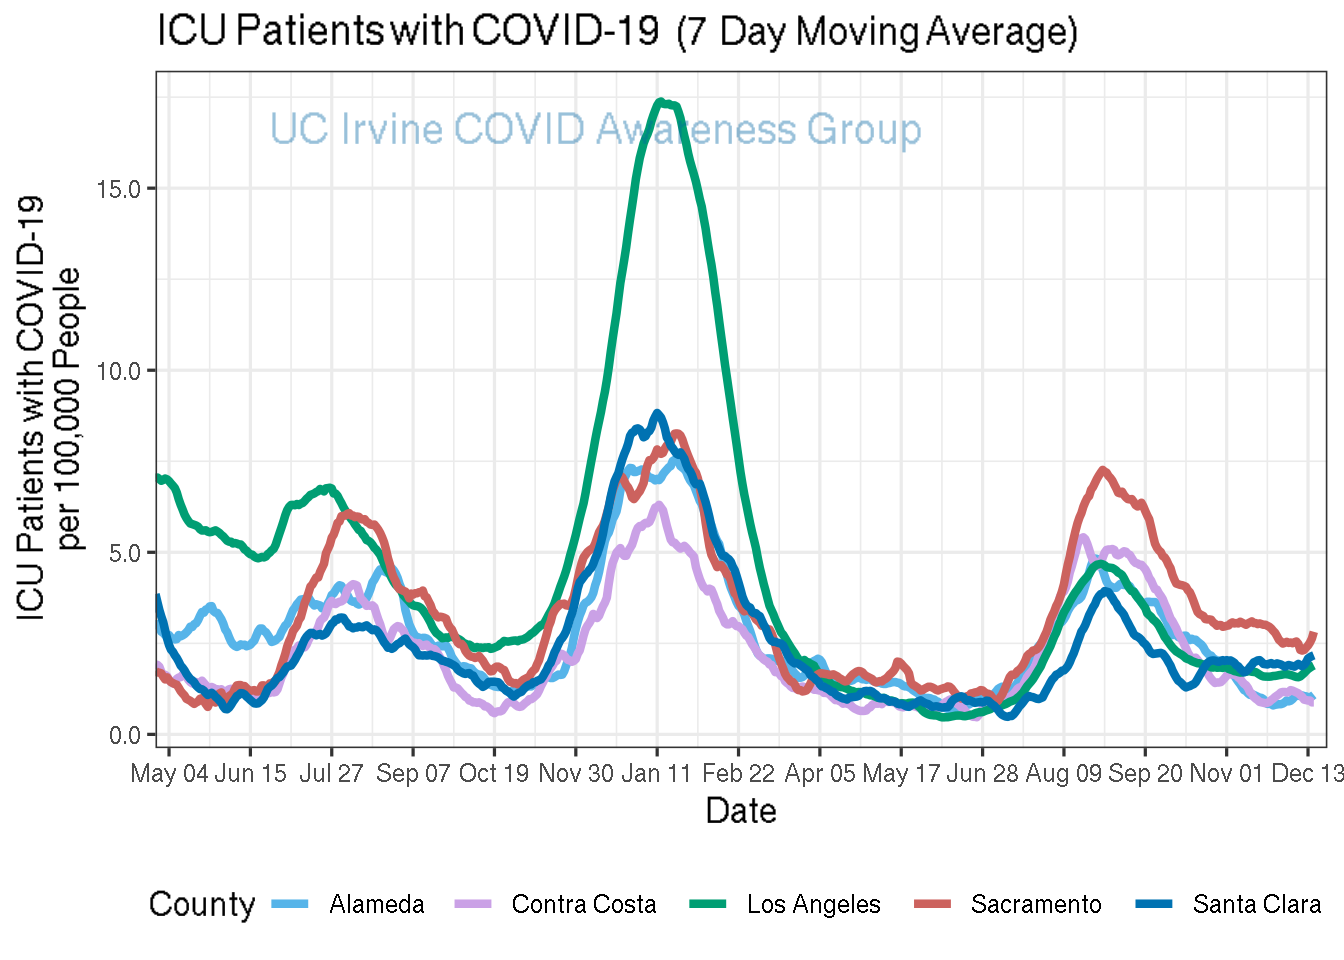 ICU Patients with COVID-19 (7 Day Moving Average)
UC Irvine COVID Awareness Group
ICU Patients with COVID-19
per 100,000 People
15.0
10.0
5.0
0.0
May 04 Jun 15 Jul 27 Sep 07 Oct 19 Nov 30 Jan 11 Feb 22 Apr 05 May 17 Jun 28 Aug 09 Sep 20 Nov 01 Dec 13
Date
County Alameda Contra Costa Los Angeles Sacramento Santa Clara